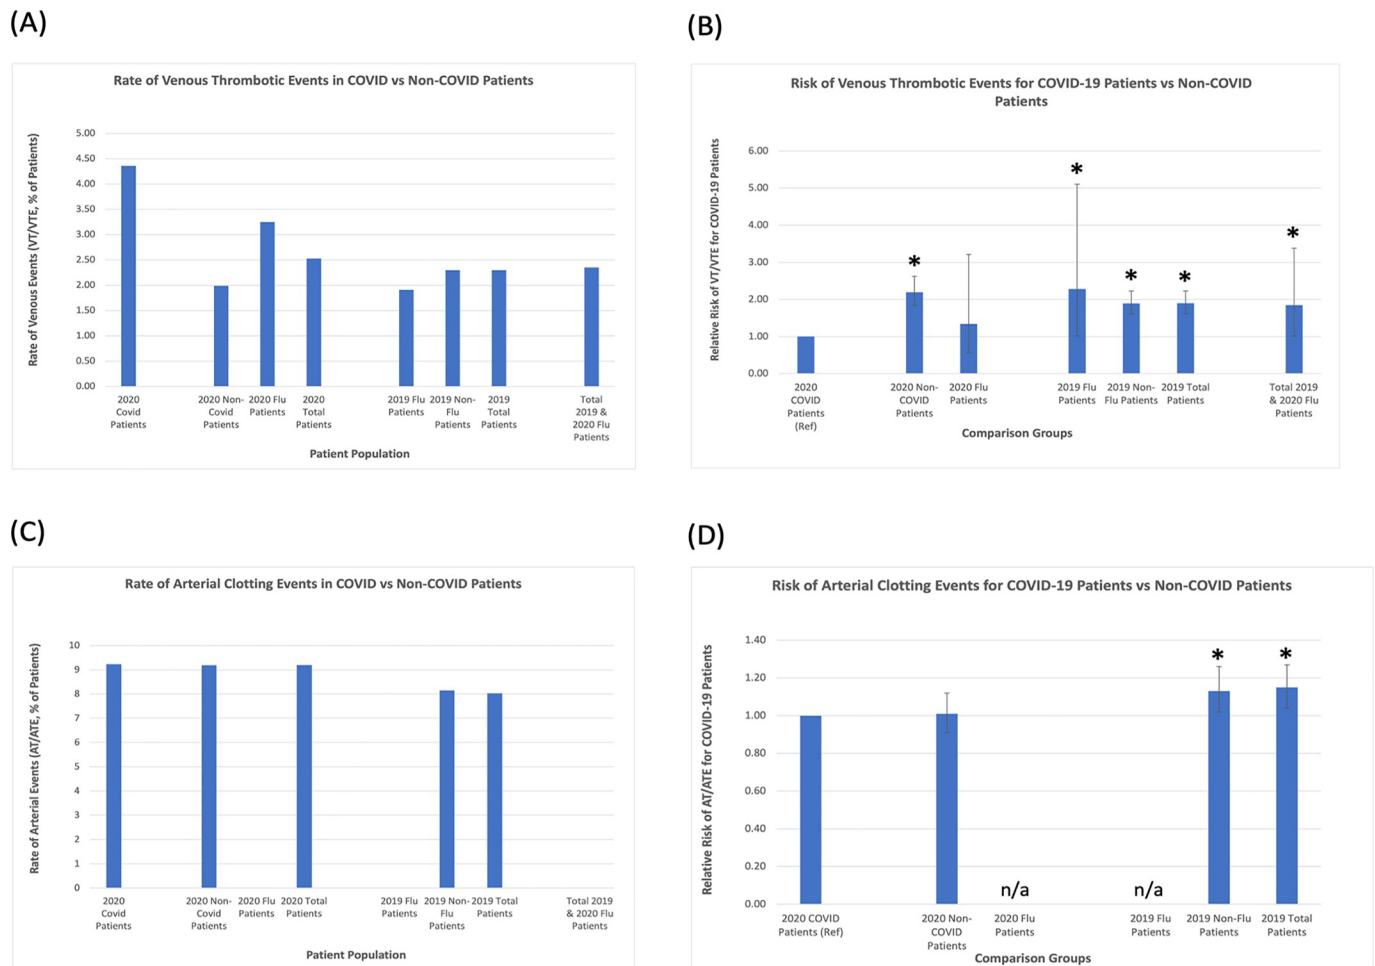 (A)
Rate of Venous Thrombotic Events in COVID vs Non-COVID Patients
Rate of Venous Events (VT/VTE, % of Patients)
5.00
4.50
4.00
3.50
3.00
2.50
2.00
1.50
1.00
0.50
0.00
2020
Covid
Patients
2020 Non-
Covid
Patients
2020 Flu
Patients
2020
Total
Patients
2019 Flu
Patients
2019 Non-
Flu
Patients
2019
Total
Patients
Total
2019 &
2020 Flu
Patients
Patient Population
(B)
Risk of Venous Thrombotic Events for COVID-19 Patients vs Non-COVID
Patients
Relative Risk of VT/VTE for COVID-19 Patients
6.00
5.00
4.00
3.00
2.00
1.00
0.00
*
*
*
*
*
2020
COVID
Patients
(Ref)
2020 Non-
COVID
Patients
2020 Flu
Patients
2019 Flu
Patients
2019 Non-
Flu Patients
2019 Total
Patients
Total 2019
& 2020 Flu
Patients
Comparison Groups
(C)
Rate of Arterial Clotting Events in COVID vs Non-COVID Patients
Rate of Arterial Events (AT/ATE, % of Patients)
10
9
8
7
6
5
4
3
2
1
0
2020
Covid
Patients
2020 Non-
Covid
Patients
2020 Flu
Patients
2020 Total
Patients
2019 Flu
Patients
2019 Non-
Flu
Patients
2019 Total
Patients
Total 2019
& 2020 Flu
Patients
Patient Population
(D)
Risk of Arterial Clotting Events for COVID-19 Patients vs Non-COVID Patients
Relative Risk of AT/ATE for COVID-19 Patients
1.40
1.20
1.00
0.80
0.60
0.40
0.20
0.00
*
*
n/a
n/a
2020 COVID
Patients (Ref)
2020 Non-
COVID
Patients
2020 Flu
Patients
2019 Flu
Patients
2019 Non-Flu
Patients
2019 Total
Patients
Comparison Groups